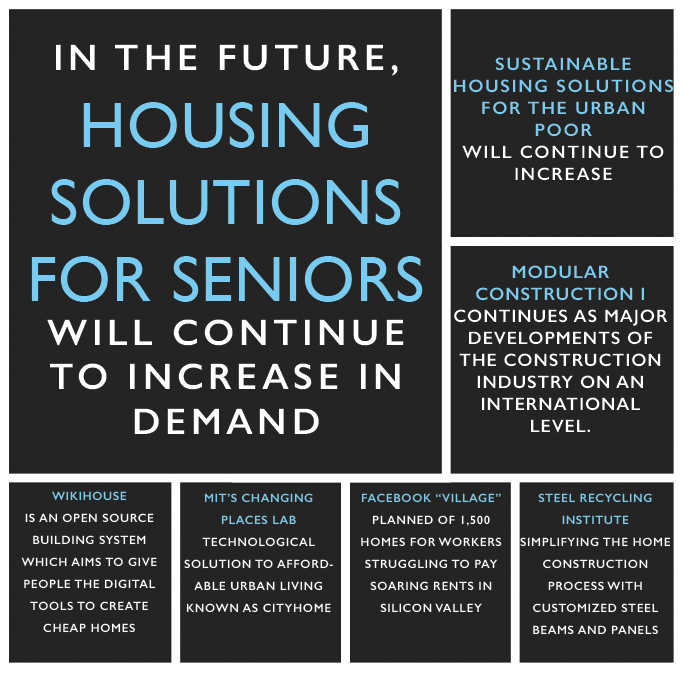 IN THE FUTURE,
HOUSING
SOLUTIONS
FOR SENIORS
WILL CONTINUE
TO INCREASE IN
DEMAND
SUSTAINABLE
HOUSING SOLUTIONS
FOR THE URBAN
POOR
WILL CONTINUE TO
INCREASE
MODULAR
CONSTRUCTION I
CONTINUES AS MAJOR
DEVELOPMENTS OF
THE CONSTRUCTION
INDUSTRY ON AN
INTERNATIONAL
LEVEL.
WIKIHOUSE
IS AN OPEN SOURCE
BUILDING SYSTEM
WHICH AIMS TO GIVE
PEOPLE THE DIGITAL
TOOLS TO CREATE
CHEAP HOMES
MIT'S CHANGING
PLACES LAB
TECHNOLOGICAL
SOLUTION TO AFFORD-
ABLE URBAN LIVING
KNOWN AS CITYHOME
FACEBOOK “VILLAGE”
PLANNED OF 1,500
HOMES FOR WORKERS
STRUGGLING TO PAY
SOARING RENTS IN
SILICON VALLEY
STEEL RECYCLING
INSTITUTE
SIMPLIFYING THE HOME
CONSTRUCTION
PROCESS WITH
CUSTOMIZED STEEL
BEAMS AND PANELS